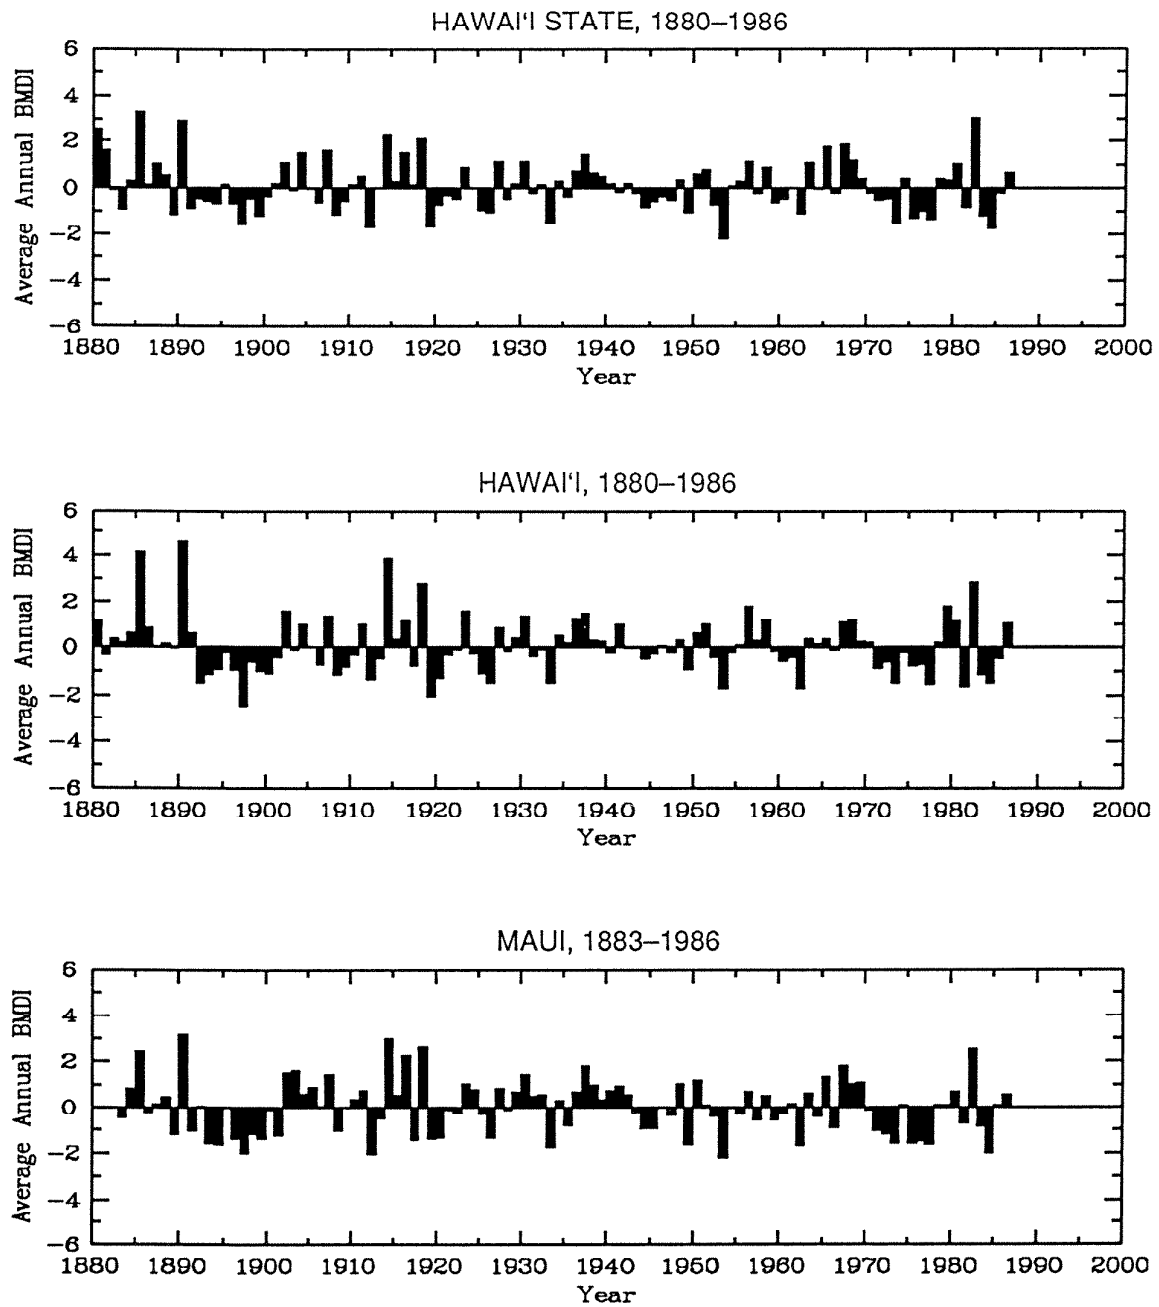 HAWAI'I STATE, 1880–1986
Average Annual BMDI
6
4
2
0
−2
−4
−6
1880 1890 1900 1910 1920 1930 1940 1950 1960 1970 1980 1990 2000
Year
HAWAI'I, 1880–1986
Average Annual BMDI
6
4
2
0
−2
−4
−6
1880 1890 1900 1910 1920 1930 1940 1950 1960 1970 1980 1990 2000
Year
MAUI, 1883–1986
Average Annual BMDI
6
4
2
0
−2
−4
−6
1880 1890 1900 1910 1920 1930 1940 1950 1960 1970 1980 1990 2000
Year